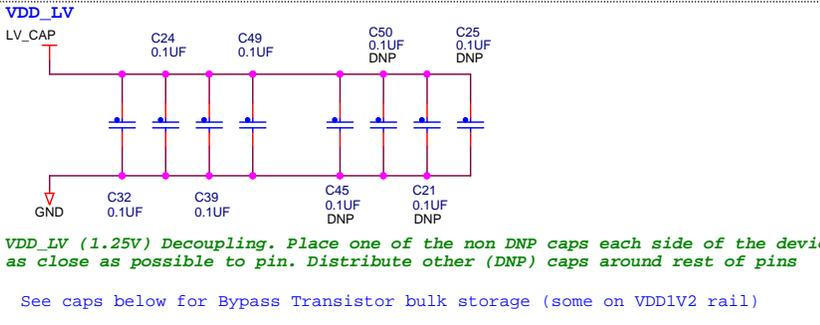 VDD_LV
LV_CAP
C24
0.1UF
C49
0.1UF
C50
0.1UF
DNP
C25
0.1UF
DNP
GND
C32
0.1UF
C39
0.1UF
C45
0.1UF
DNP
C21
0.1UF
DNP
VDD_LV (1.25V) Decoupling. Place one of the non DNP caps each side of the devi
as close as possible to pin. Distribute other (DNP) caps around rest of pins
See caps below for Bypass Transistor bulk storage (some on VDD1V2 rail)